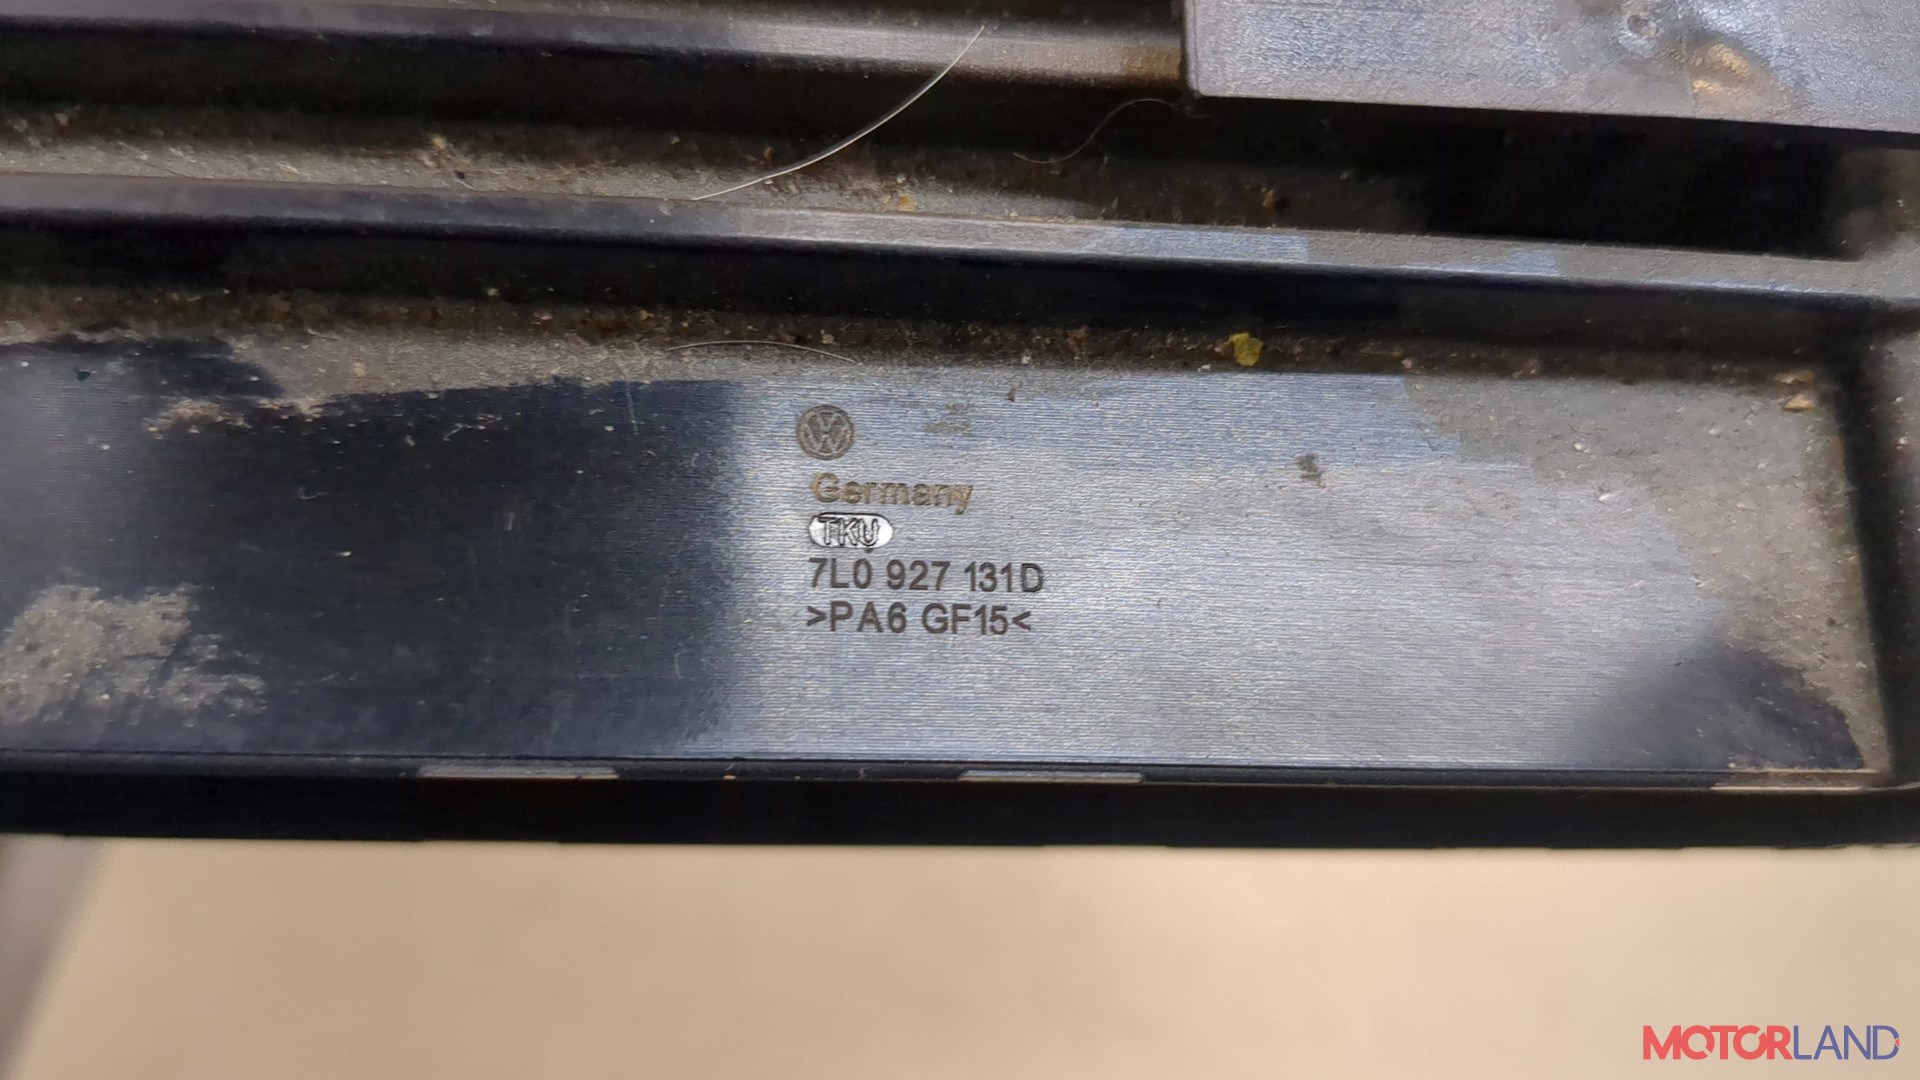 Germany
TKU
7L0 927 131D
>PA6 GF15<
MOTORLAND